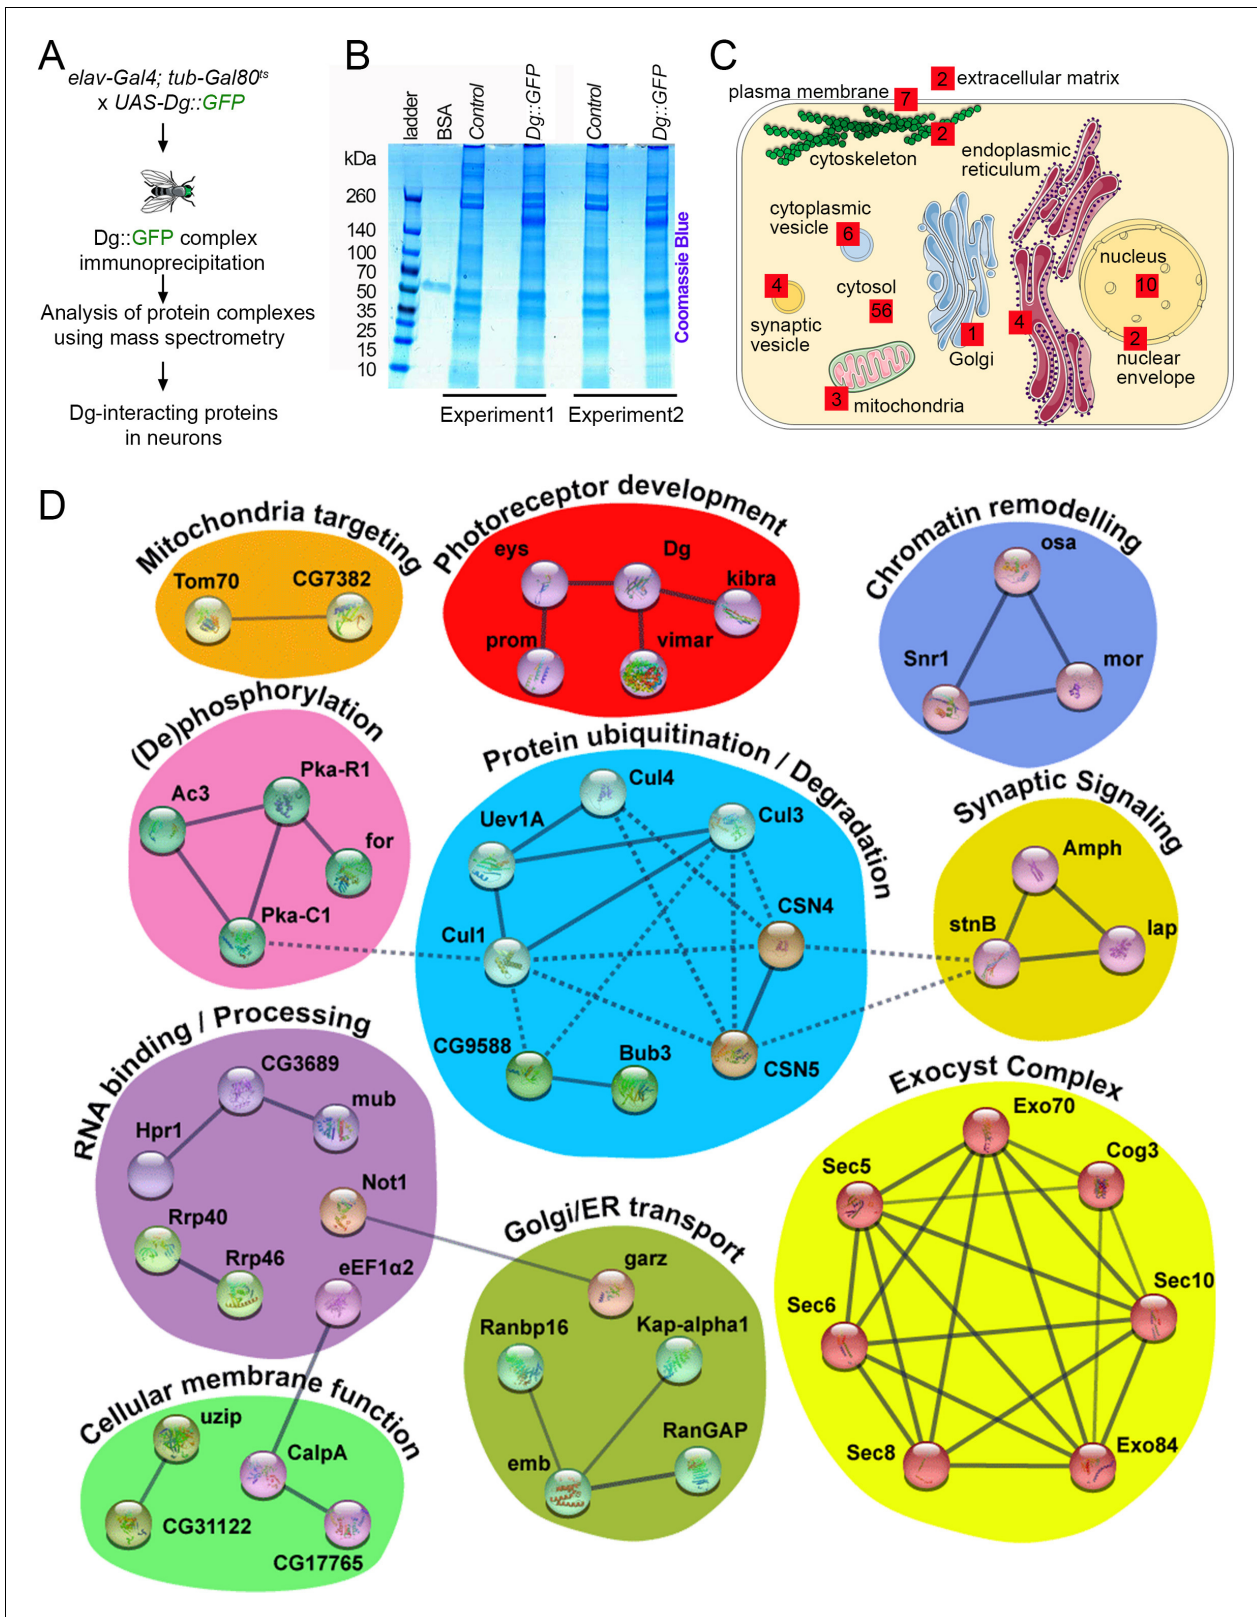 A
elav-Gal4; tub-Gal80ts
x UAS-Dg::GFP
Dg::GFP complex
immunoprecipitation
Analysis of protein complexes
using mass spectrometry
Dg-interacting proteins
in neurons
B
ladder
BSA
Control
Dg::GFP
Control
Dg::GFP
kDa
260
140
100
70
50
35
25
15
10
Coomassie Blue
Experiment1
Experiment2
C
2 extracellular matrix
plasma membrane 7
2
cytoskeleton
endoplasmic
reticulum
4
cytoplasmic
vesicle
6
4
synaptic
vesicle
cytosol
56
1
Golgi
nucleus
10
2
nuclear
envelope
3
mitochondria
D
Mitochondria targeting
Tom70
CG7382
Photoreceptor development
eys
Dg
kibra
prom
vimar
Chromatin remodelling
osa
Snr1
mor
(De)phosphorylation
Pka-R1
Ac3
for
Pka-C1
Protein ubiquitination / Degradation
Cul4
Uev1A
Cul3
CSN4
Cul1
CG9588
Bub3
CSN5
Synaptic Signaling
Amph
stnB
lap
RNA binding / Processing
CG3689
mub
Hpr1
Not1
Rrp40
Rrp46
eEF1α2
Golgi/ER transport
garz
Ranbp16
Kap-alpha1
RanGAP
emb
Exocyst Complex
Exo70
Cog3
Sec5
Sec10
Sec6
Sec8
Exo84
Cellular membrane function
uzip
CalpA
CG31122
CG17765